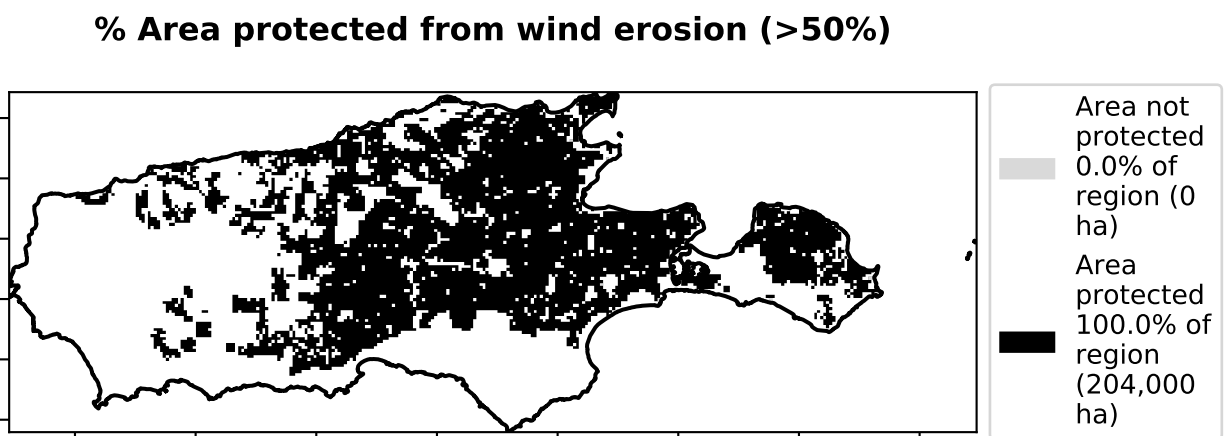 % Area protected from wind erosion (>50%)
Area not
protected
0.0% of
region (0
ha)
Area
protected
100.0% of
region
(204,000
ha)